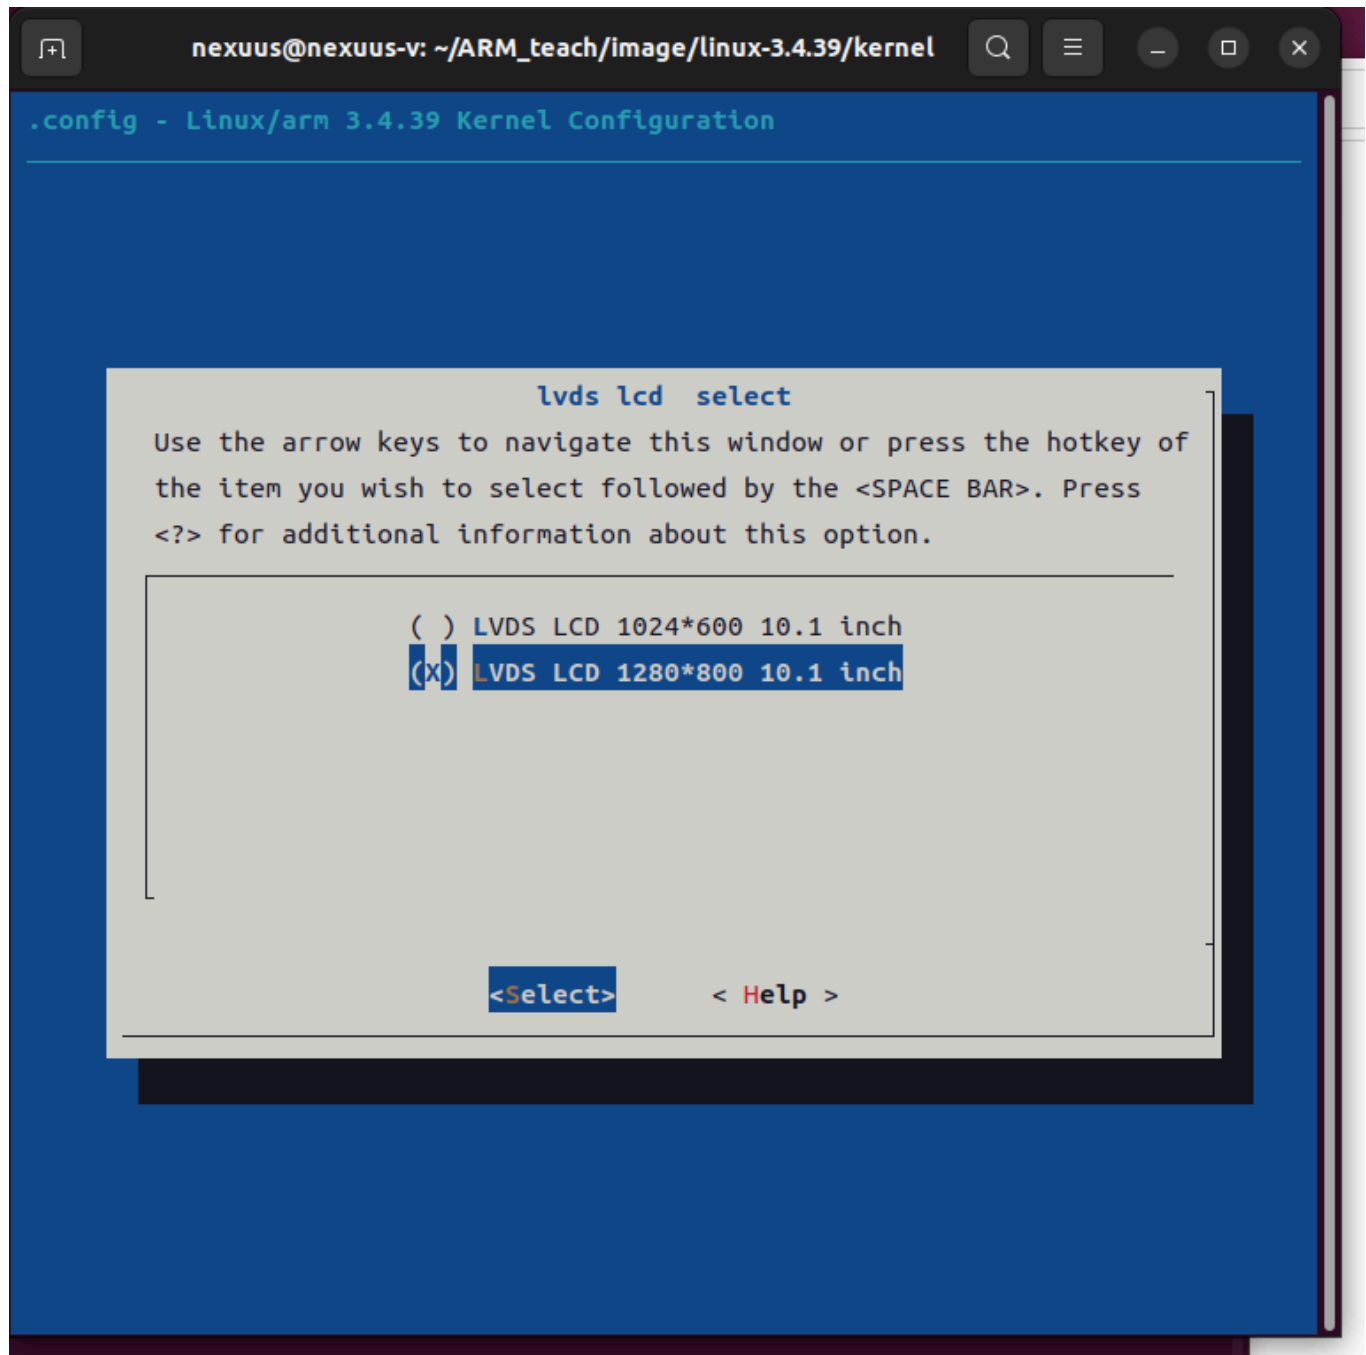 nexuus@nexuus-v: ~/ARM_teach/image/linux-3.4.39/kernel
.config - Linux/arm 3.4.39 Kernel Configuration
lvds lcd  select
Use the arrow keys to navigate this window or press the hotkey of
the item you wish to select followed by the <SPACE BAR>. Press
<?> for additional information about this option.
( ) LVDS LCD 1024*600 10.1 inch
(X) LVDS LCD 1280*800 10.1 inch
<Select>      < Help >